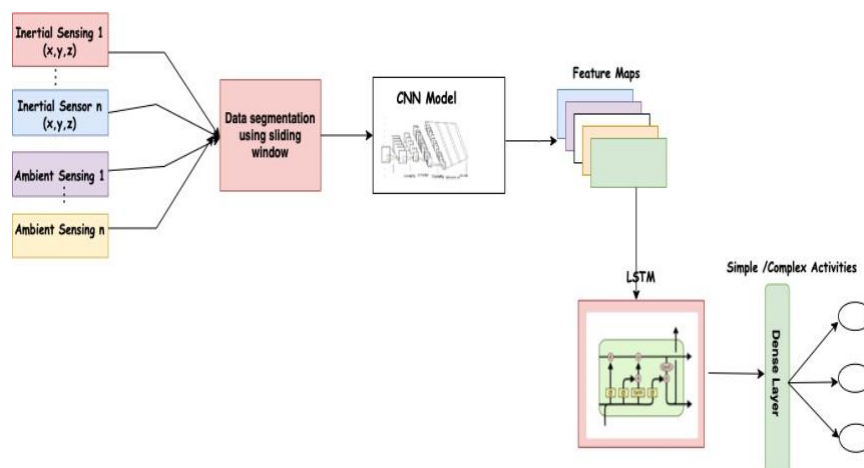 Inertial Sensing 1
(x,y,z)
Inertial Sensor n
(x,y,z)
Ambient Sensing 1
Ambient Sensing n
Data segmentation
using sliding
window
CNN Model
Feature Maps
LSTM
Simple /Complex Activities
Dense Layer